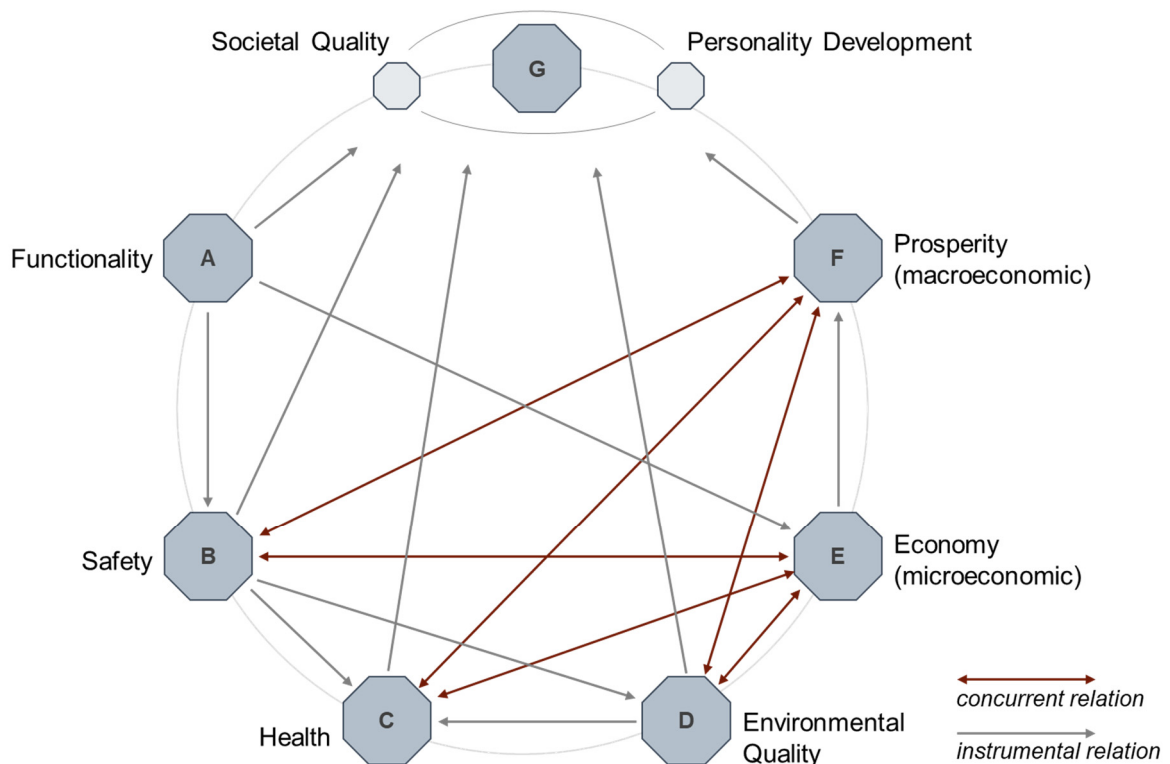 Societal Quality
G
Personality Development
Functionality
A
F
Prosperity
(macroeconomic)
Safety
B
E
Economy
(microeconomic)
Health
C
D
Environmental
Quality
concurrent relation
instrumental relation